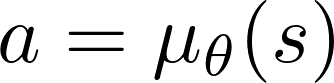 a = μ_θ(s)